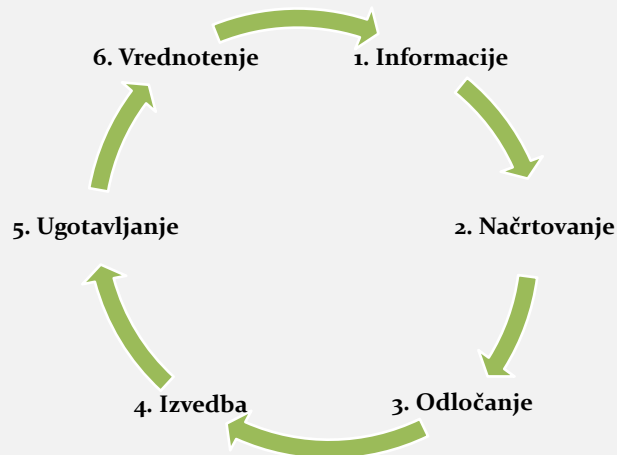 1. Informacije
2. Načrtovanje
3. Odločanje
4. Izvedba
5. Ugotavljanje
6. Vrednotenje